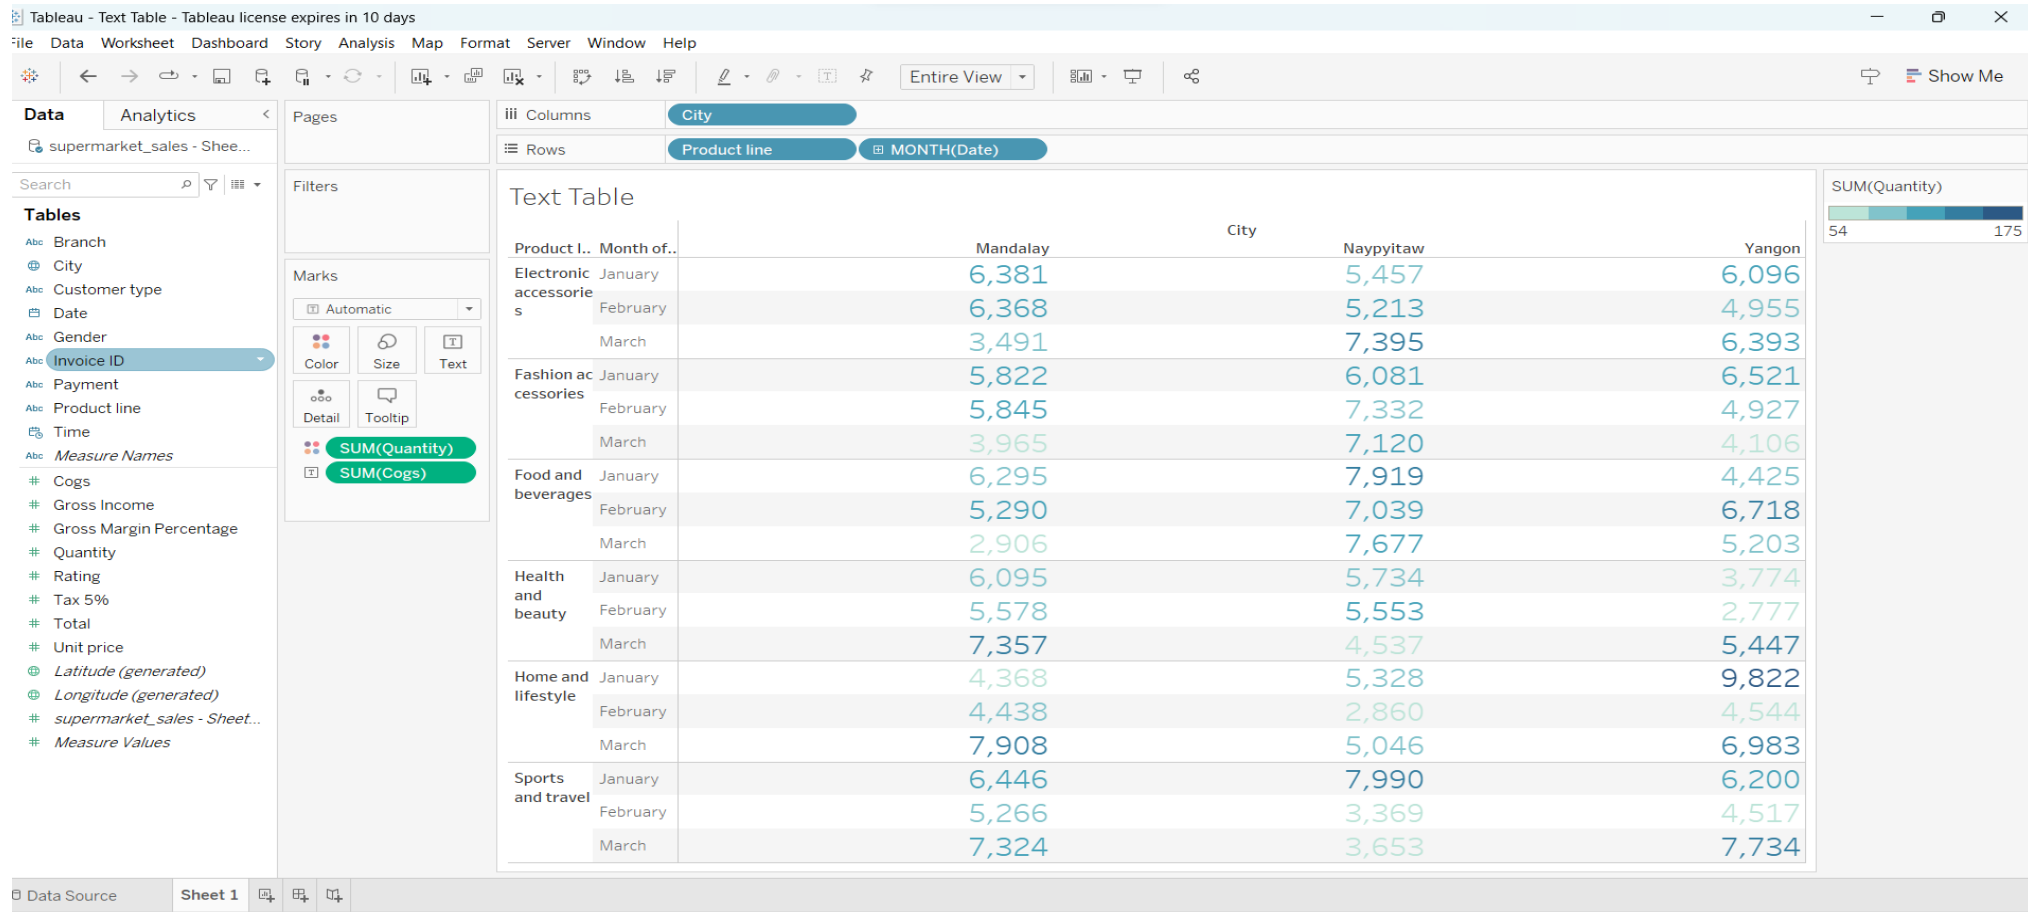 Tableau - Text Table - Tableau license expires in 10 days
File Data Worksheet Dashboard Story Analysis Map Format Server Window Help
Entire View
Show Me
Data Analytics
supermarket_sales - Shee...
Search
Tables
Abc Branch
City
Abc Customer type
Date
Abc Gender
Abc Invoice ID
Abc Payment
Abc Product line
Time
Abc Measure Names
# Cogs
# Gross Income
# Gross Margin Percentage
# Quantity
# Rating
# Tax 5%
# Total
# Unit price
Latitude (generated)
Longitude (generated)
# supermarket_sales - Sheet...
# Measure Values
Pages
Filters
Marks
T Automatic
Color Size T Text
Detail Tooltip
SUM(Quantity)
T SUM(Cogs)
iii Columns City
Rows Product line MONTH(Date)
Text Table
City
Product l.. Month of.. Mandalay Naypyitaw Yangon
Electronic January 6,381 5,457 6,096
accessorie
s February 6,368 5,213 4,955
March 3,491 7,395 6,393
Fashion ac January 5,822 6,081 6,521
cessories
February 5,845 7,332 4,927
March 3,965 7,120 4,106
Food and January 6,295 7,919 4,425
beverages
February 5,290 7,039 6,718
March 2,906 7,677 5,203
Health January 6,095 5,734 3,774
and
beauty February 5,578 5,553 2,777
March 7,357 4,537 5,447
Home and January 4,368 5,328 9,822
lifestyle
February 4,438 2,860 4,544
March 7,908 5,046 6,983
Sports January 6,446 7,990 6,200
and travel
February 5,266 3,369 4,517
March 7,324 3,653 7,734
SUM(Quantity)
54 175
Data Source Sheet 1